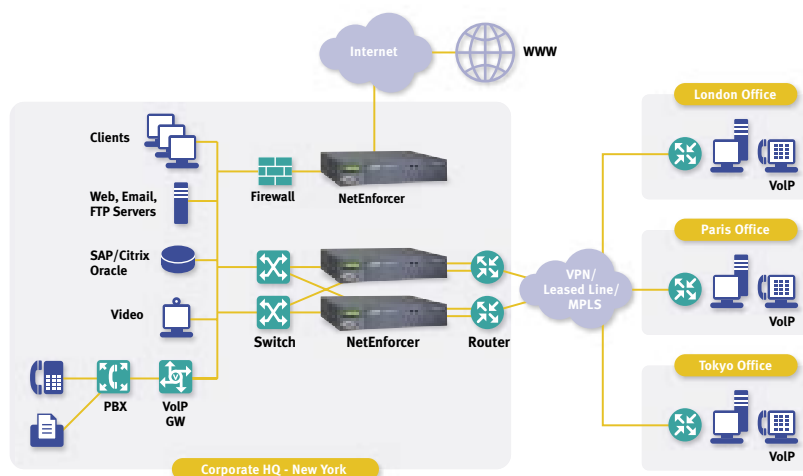 Internet
WWW
Clients
Web, Email,
FTP Servers
SAP/Citrix
Oracle
Video
PBX
VoIP
GW
Firewall
NetEnforcer
Switch
NetEnforcer
Router
Corporate HQ - New York
VPN/
Leased Line/
MPLS
London Office
VoIP
Paris Office
VoIP
Tokyo Office
VoIP